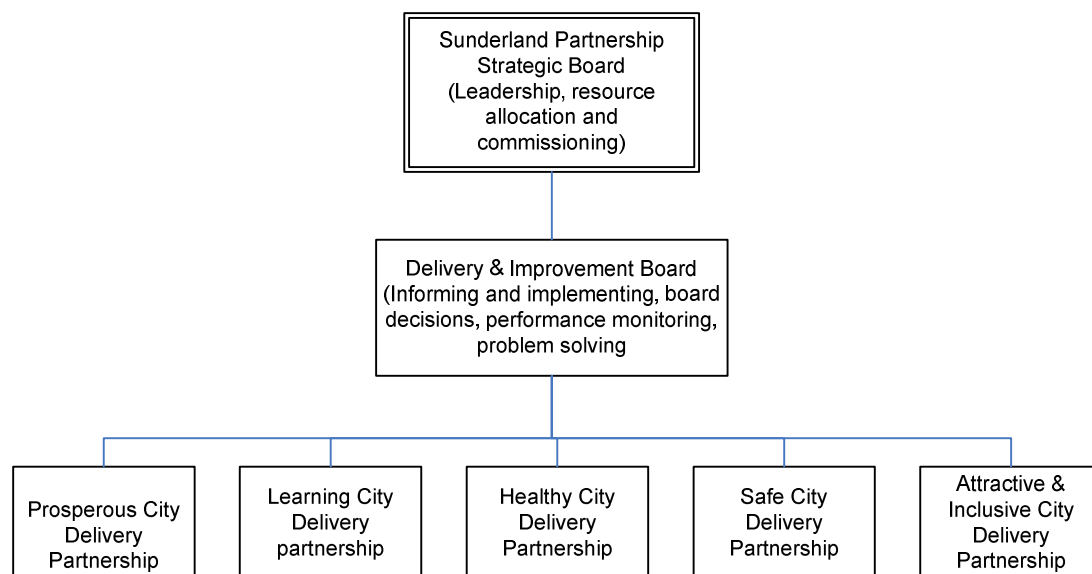 Sunderland Partnership
Strategic Board
(Leadership, resource
allocation and
commissioning)
Delivery & Improvement Board
(Informing and implementing, board
decisions, performance monitoring,
problem solving
Prosperous City
Delivery
Partnership
Learning City
Delivery
partnership
Healthy City
Delivery
Partnership
Safe City
Delivery
Partnership
Attractive &
Inclusive City
Delivery
Partnership